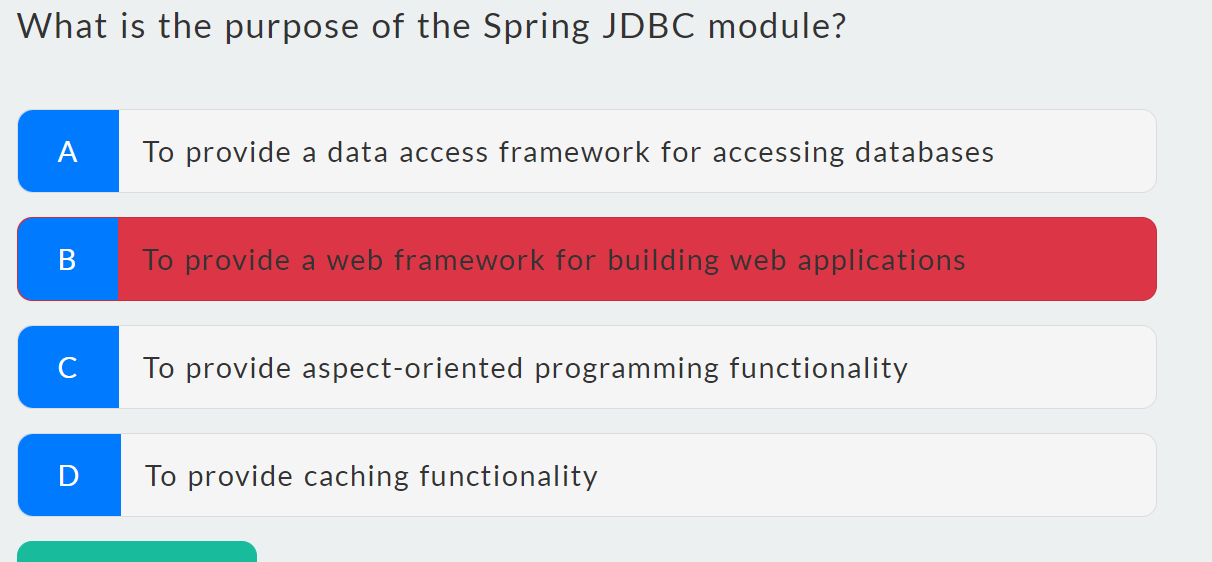 What is the purpose of the Spring JDBC module?
A To provide a data access framework for accessing databases
B To provide a web framework for building web applications
C To provide aspect-oriented programming functionality
D To provide caching functionality